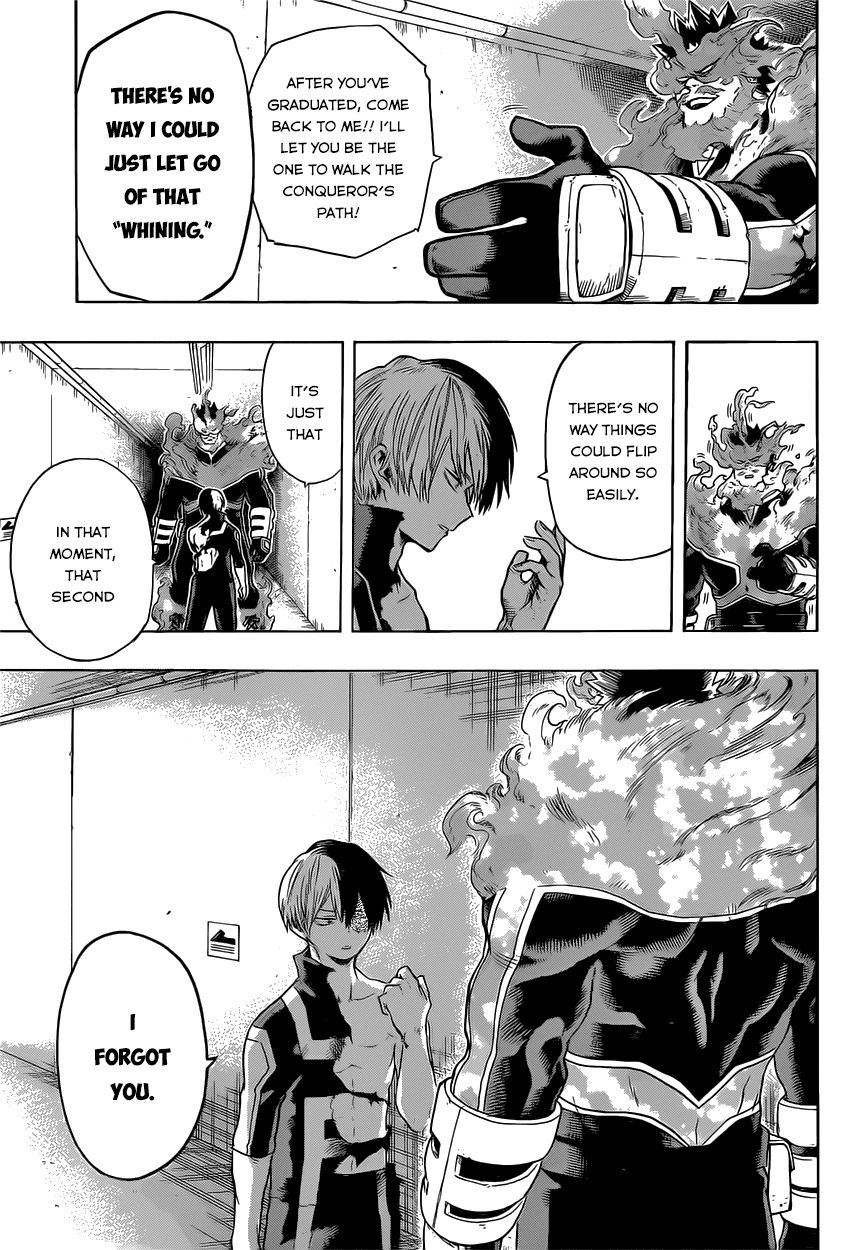 AFTER YOU'VE
GRADUATED, COME
BACK TO ME!! I'LL
LET YOU BE THE
ONE TO WALK THE
CONQUEROR'S
PATH!
THERE'S NO
WAY I COULD
JUST LET GO
OF THAT
"WHINING."
THERE'S NO
WAY THINGS
COULD FLIP
AROUND SO
EASILY.
IT'S
JUST
THAT
IN THAT
MOMENT,
THAT
SECOND
I
FORGOT
YOU.